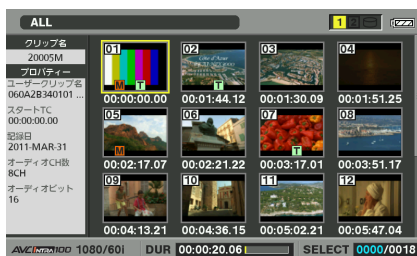 ALL
1 2
クリップ名
20005M
プロパティー
ユーザークリップ名
060A2B340101 ...
スタートTC
00:00:00.00
記録日
2011-MAR-31
オーディオCH数
8CH
オーディオビット
16
01 02 03 04
M T T
00:00:00.00 00:01:44.12 00:01:30.09 00:01:51.25
05 06 07 08
M T
00:02:17.07 00:02:21.22 00:03:17.01 00:03:51.17
09 10 11 12
00:04:13.21 00:04:36.15 00:05:02.21 00:05:47.04
AVC INTRA 100 1080/60i DUR 00:00:20.06 SELECT 0000/0018